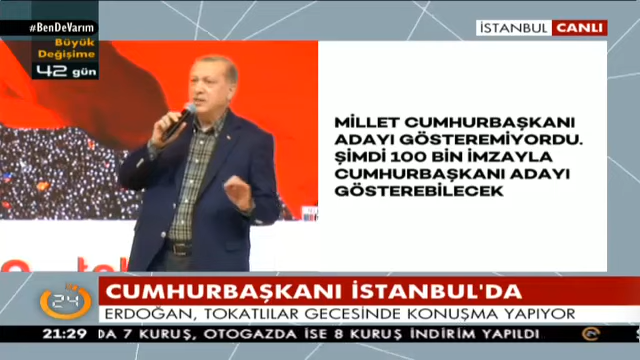 #BenDeVarım
Büyük
Değişime
42 gün
İSTANBUL CANLI
MİLLET CUMHURBAŞKANI
ADAYI GÖSTEREMİYORDU.
ŞİMDİ 100 BİN İMZAYLA
CUMHURBAŞKANI ADAYI
GÖSTEREBİLECEK
24
CUMHURBAŞKANI İSTANBUL'DA
ERDOĞAN, TOKATLILAR GECESİNDE KONUŞMA YAPIYOR
21:29 DA 7 KURUŞ, OTOGAZDA İSE 8 KURUŞ İNDİRİM YAPILDI